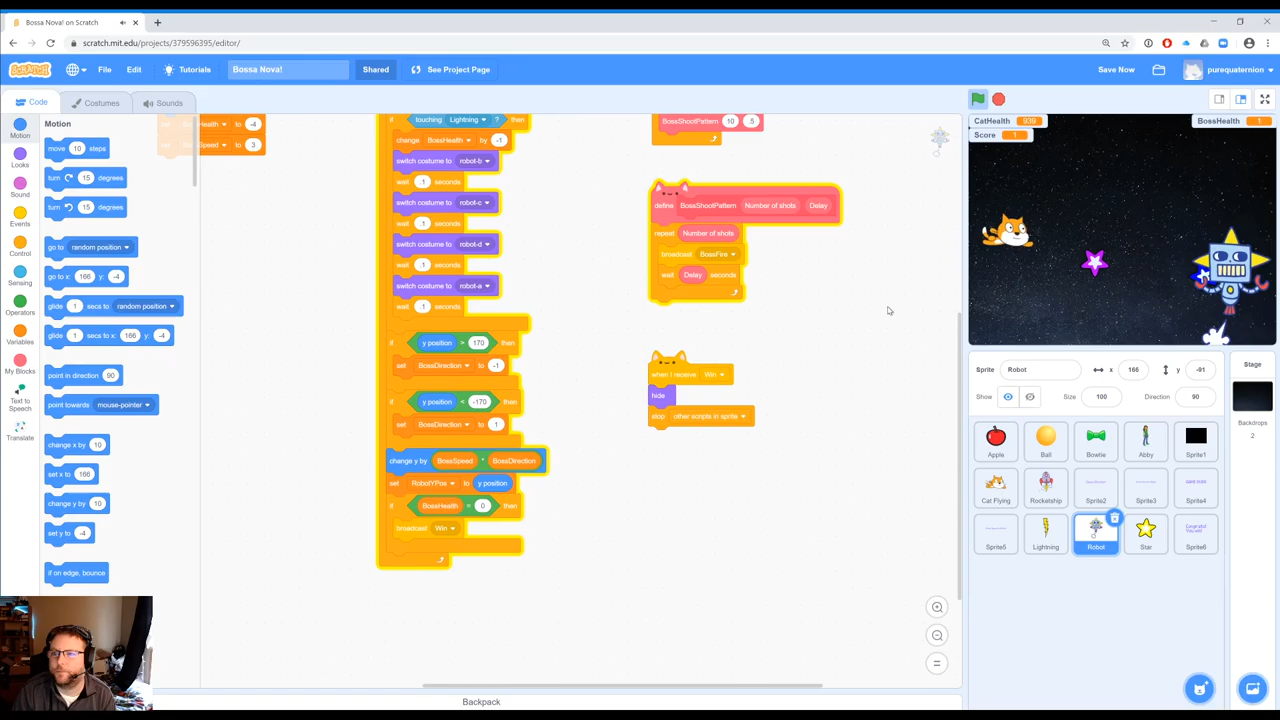 Bossa Nova! on Scratch
scratch.mit.edu/projects/379596395/editor/
SCRATCH File Edit Tutorials Bossa Nova! Shared See Project Page Save Now purequaternion
Code Costumes Sounds
Motion
Motion
Looks
Sound
Events
Control
Sensing
Operators
Variables
My Blocks
Text to
Speech
Translate
move 10 steps
turn 15 degrees
turn 15 degrees
go to random position
go to x: 166 y: -4
glide 1 secs to random position
glide 1 secs to x: 166 y: -4
point in direction 90
point towards mouse-pointer
change x by 10
set x to 166
change y by 10
set y to -4
if on edge, bounce
to -4
to 3
if touching Lightning ? then
change BossHealth by -1
switch costume to robot-b
wait .1 seconds
switch costume to robot-c
wait .1 seconds
switch costume to robot-d
wait .1 seconds
switch costume to robot-a
wait .1 seconds
if y position > 170 then
set BossDirection to -1
if y position < -170 then
set BossDirection to 1
change y by BossSpeed * BossDirection
set RobotYPos to y position
if BossHealth = 0 then
broadcast Win
BossShootPattern 10 .5
define BossShootPattern Number of shots Delay
repeat Number of shots
broadcast BossFire
wait Delay seconds
when I receive Win
hide
stop other scripts in sprite
CatHealth 939
Score 1
BossHealth 1
Sprite Robot x 166 y -91
Show Size 100 Direction 90
Stage
Backdrops
2
Apple Ball Bowtie Abby Sprite1
Cat Flying Rocketship Sprite2 Sprite3 Sprite4
Sprite5 Lightning Robot Star Sprite6
Backpack